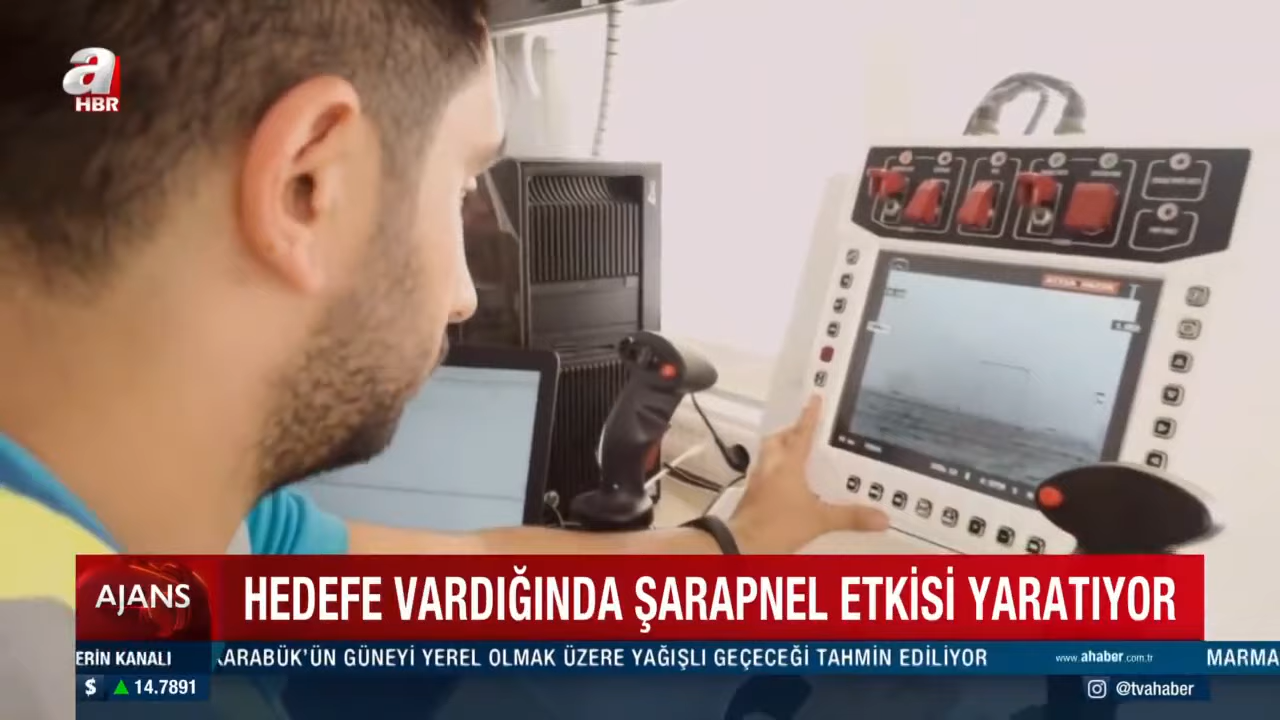 a
HBR
AJANS
HEDEFE VARDIĞINDA ŞARAPNEL ETKİSİ YARATIYOR
ERİN KANALI
KARABÜK'ÜN GÜNEYİ YEREL OLMAK ÜZERE YAĞIŞLI GEÇECEĞİ TAHMİN EDİLİYOR
www.ahaber.com.tr
MARMA
$ ▲ 14.7891
@tvahaber